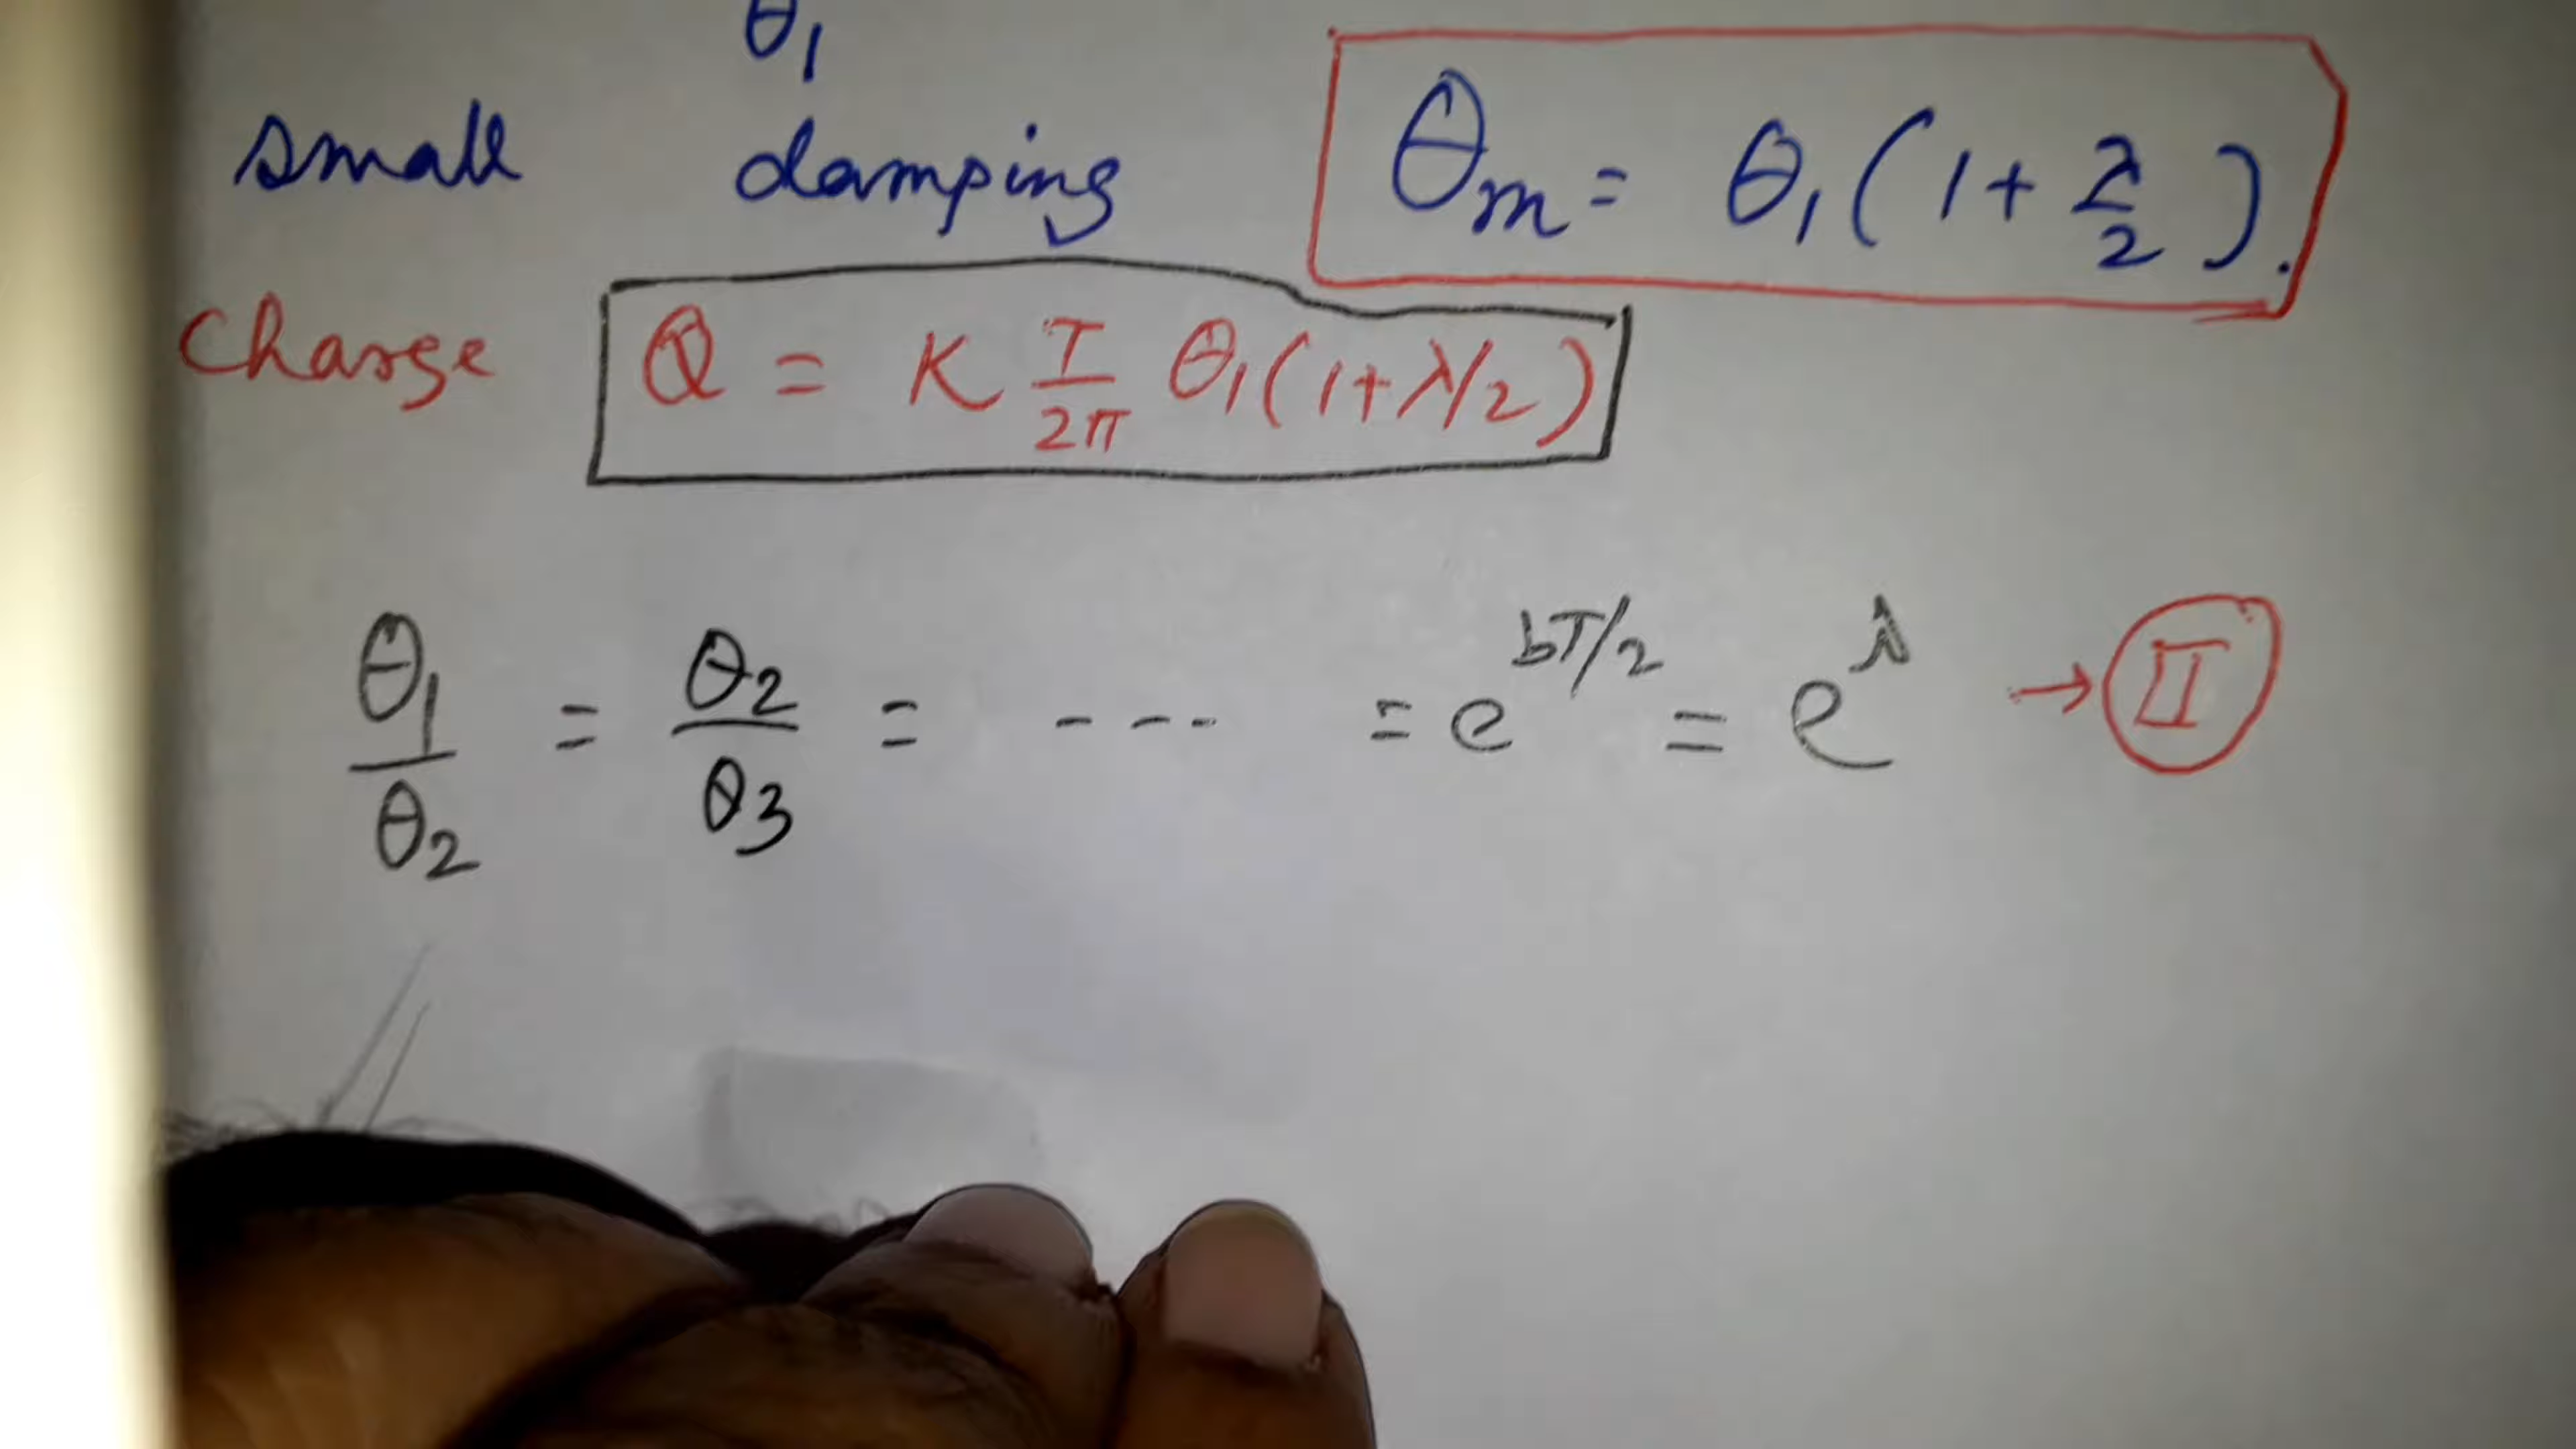 θ₁
small damping θₘ = θ₁(1 + λ/2).
Charge Q = K T/2π θ₁(1+λ/2)
θ₁/θ₂ = θ₂/θ₃ = - - - = e^(bT/2) = e^λ → II